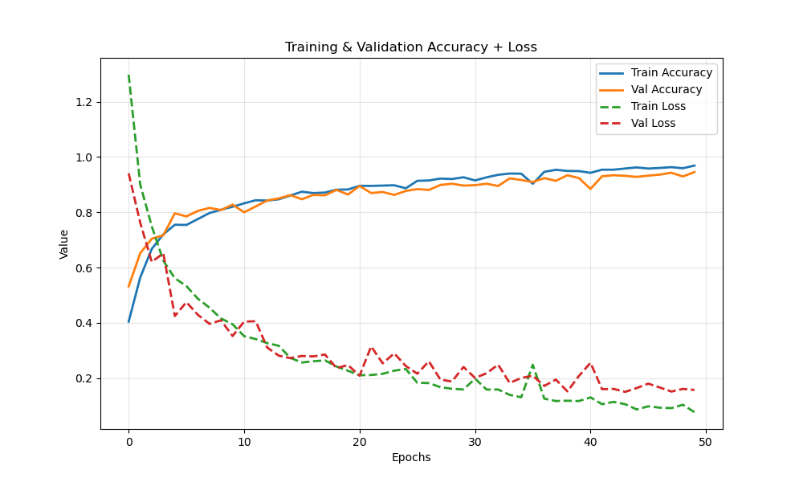 Training & Validation Accuracy + Loss
Train Accuracy
Val Accuracy
Train Loss
Val Loss
1.2
1.0
0.8
0.6
0.4
0.2
Value
0 10 20 30 40 50
Epochs